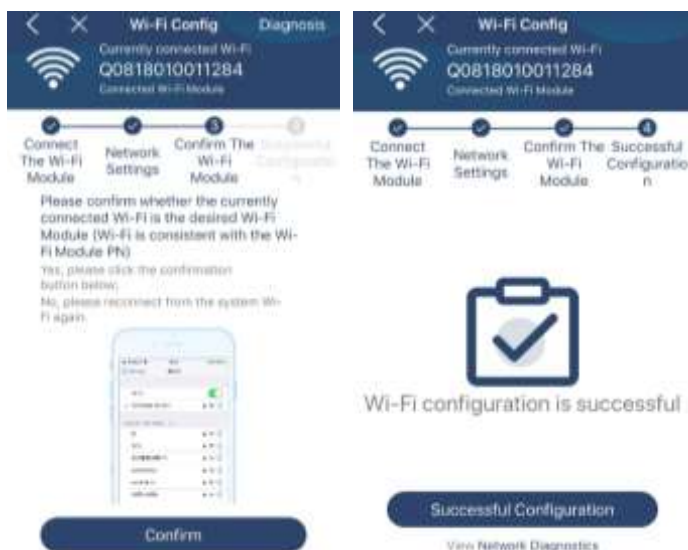 Wi-Fi Config
Diagnosis
Currently connected Wi-Fi
Q0818010011284
Connected Wi-Fi Module
Connect
The Wi-Fi
Module
Network
Settings
3
Confirm The
Wi-Fi
Module
Please confirm whether the currently
connected Wi-Fi is the desired Wi-Fi
Module (Wi-Fi is consistent with the Wi-
Fi Module PN)
Yes, please click the confirmation
button below;
No, please reconnect from the system Wi-
Fi again.
Confirm
Wi-Fi Config
Currently connected Wi-Fi
Q0818010011284
Connected Wi-Fi Module
Connect
The Wi-Fi
Module
Network
Settings
Confirm The
Wi-Fi
Module
4
Successful
Configuratio
n
Wi-Fi configuration is successful
Successful Configuration
View Network Diagnostics